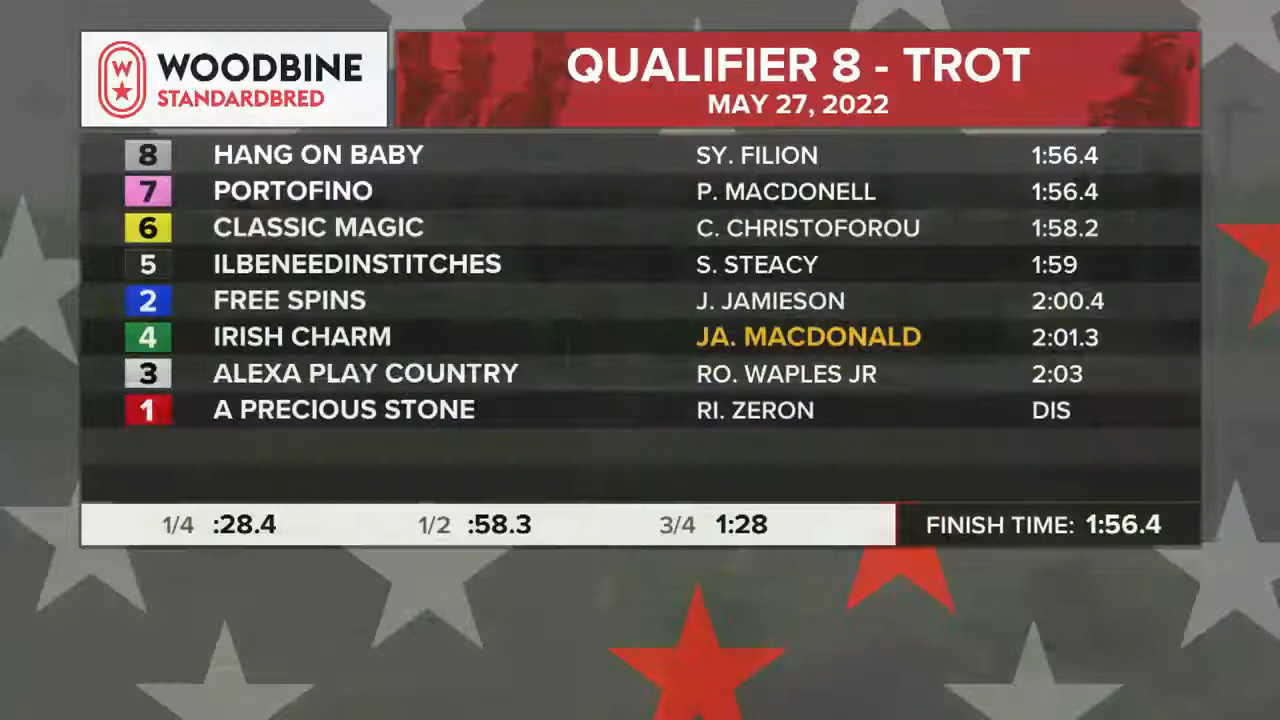 W WOODBINE
STANDARDBRED
QUALIFIER 8 - TROT
MAY 27, 2022
8 HANG ON BABY SY. FILION 1:56.4
7 PORTOFINO P. MACDONELL 1:56.4
6 CLASSIC MAGIC C. CHRISTOFOROU 1:58.2
5 ILBENEEDINSTITCHES S. STEACY 1:59
2 FREE SPINS J. JAMIESON 2:00.4
4 IRISH CHARM JA. MACDONALD 2:01.3
3 ALEXA PLAY COUNTRY RO. WAPLES JR 2:03
1 A PRECIOUS STONE RI. ZERON DIS
1/4 :28.4 1/2 :58.3 3/4 1:28 FINISH TIME: 1:56.4